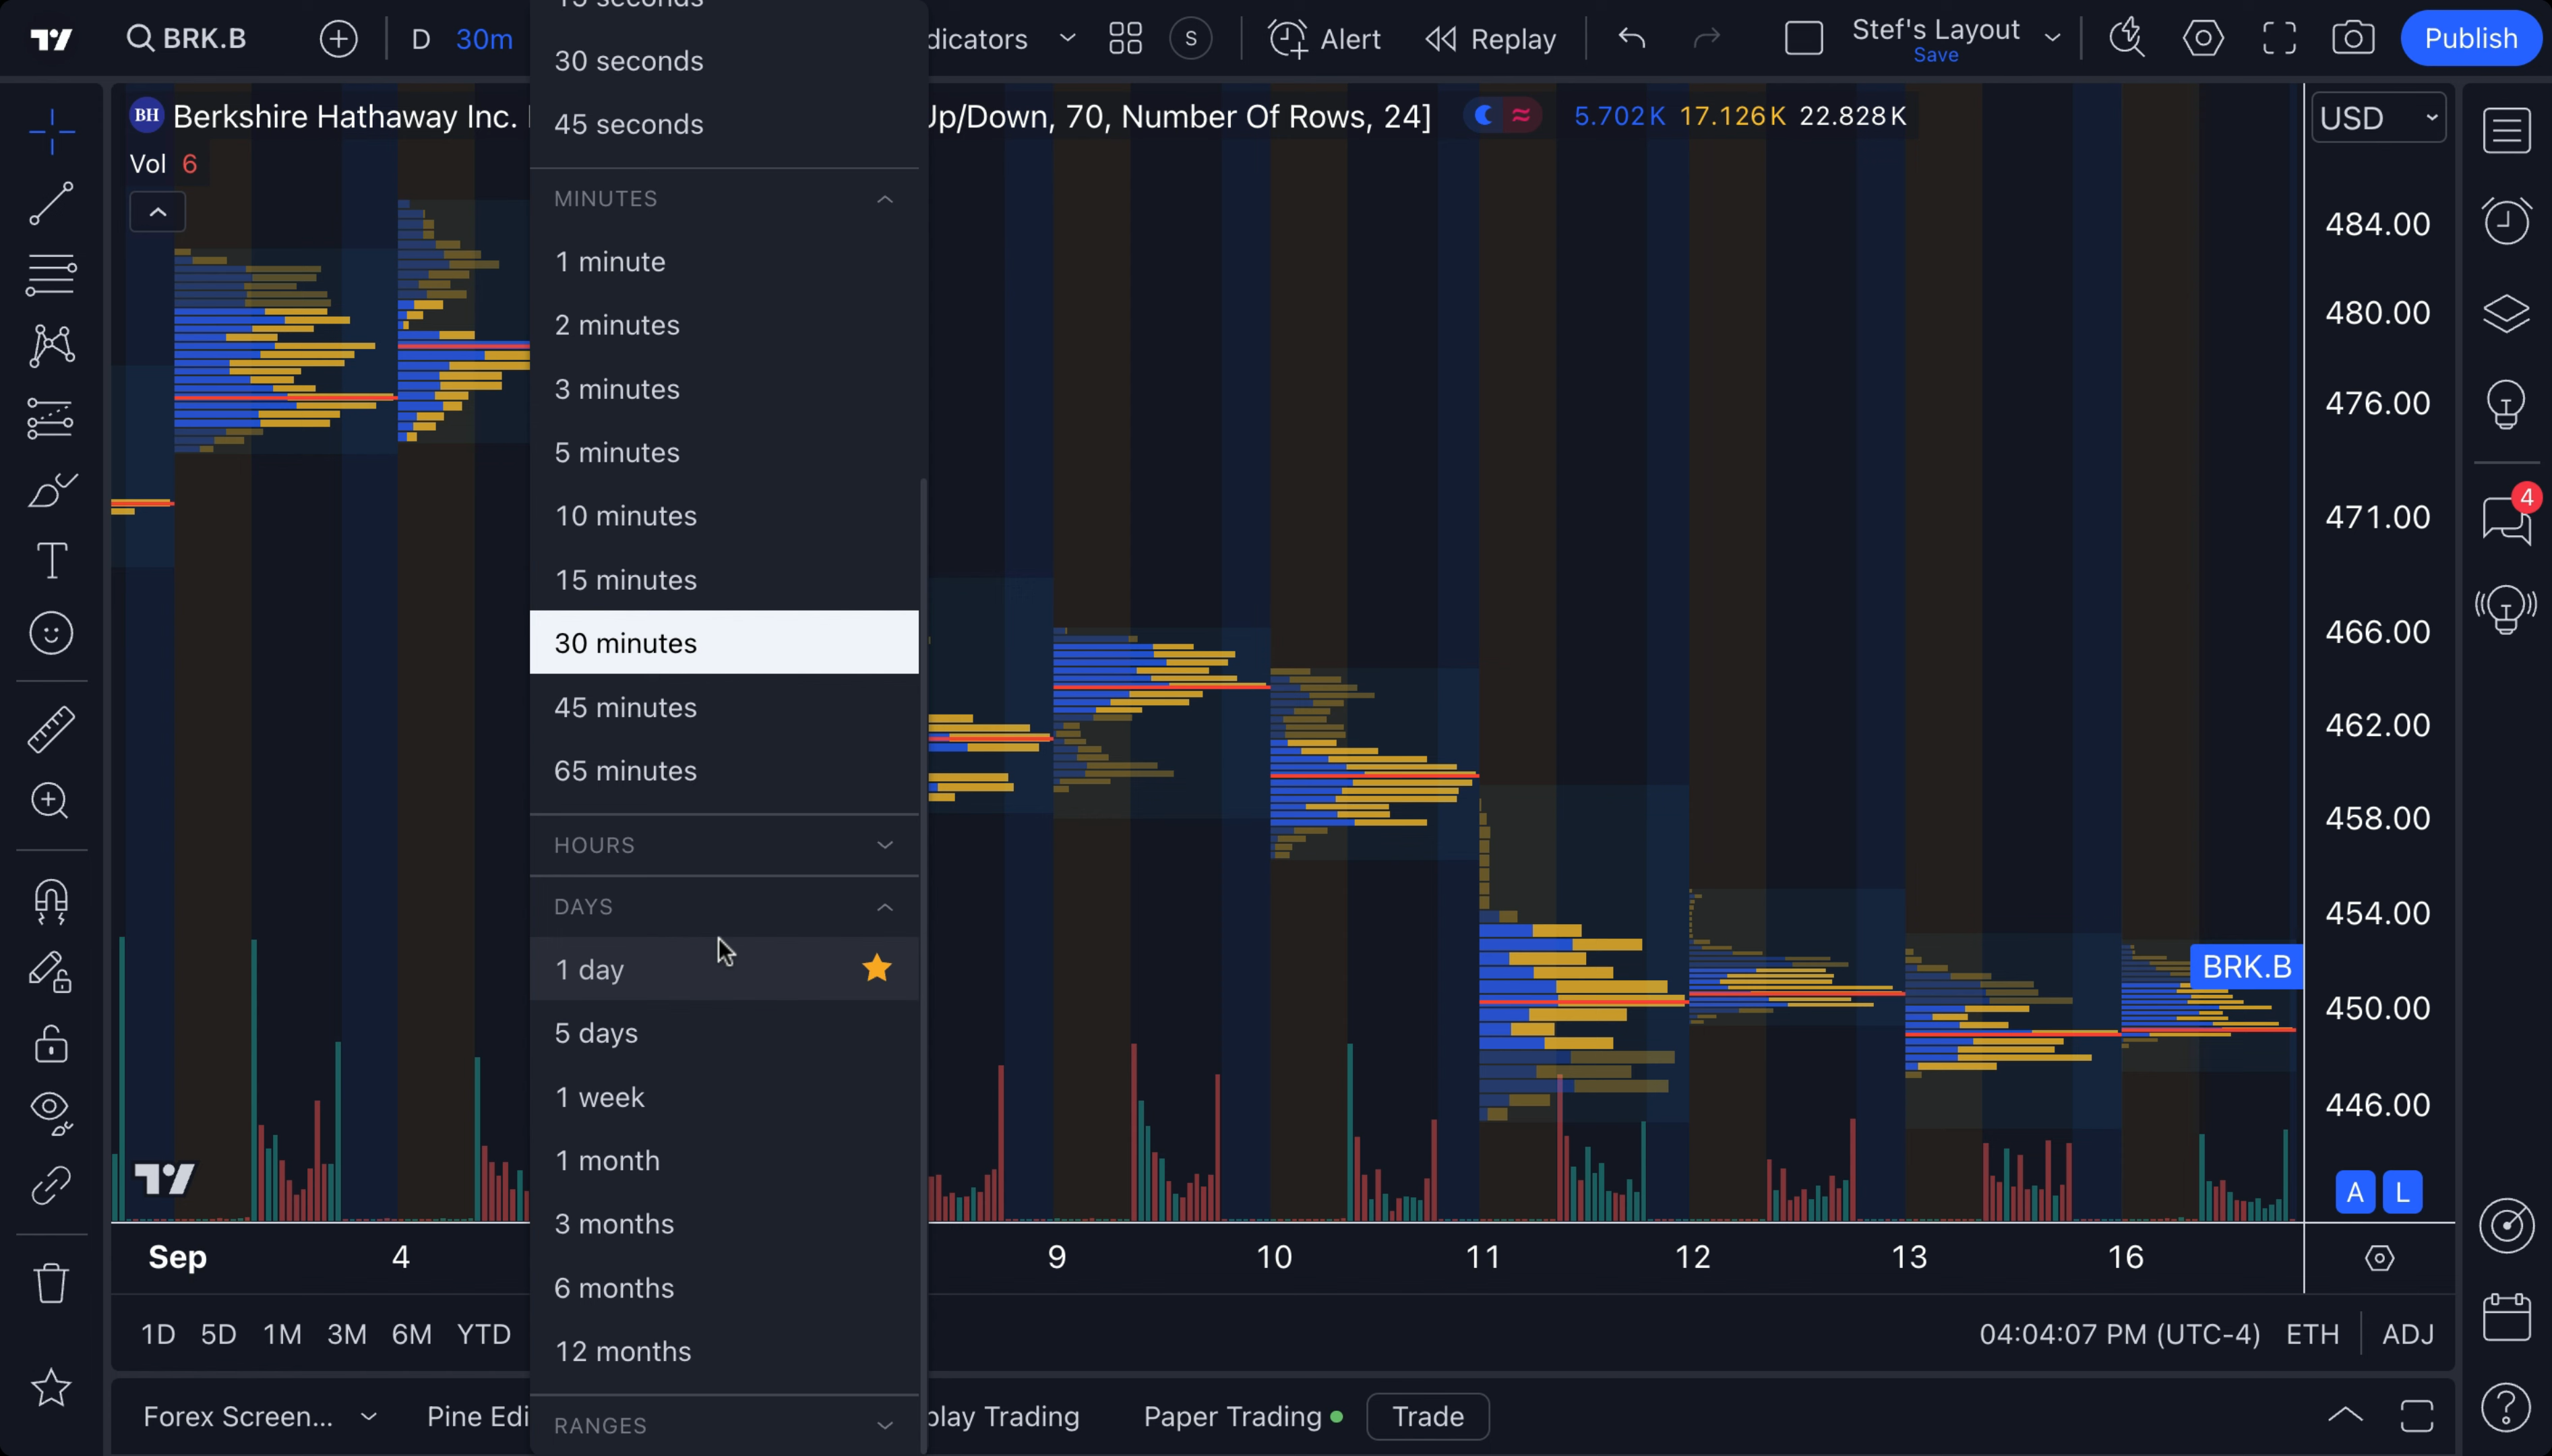 BRK.B
D
30m
dicators
S
Alert
Replay
Stef's Layout
Save
Publish
BH
Berkshire Hathaway Inc.
Up/Down, 70, Number Of Rows, 24]
5.702 K 17.126 K 22.828 K
USD
Vol 6
15 seconds
30 seconds
45 seconds
MINUTES
1 minute
2 minutes
3 minutes
5 minutes
10 minutes
15 minutes
30 minutes
45 minutes
65 minutes
HOURS
DAYS
1 day
5 days
1 week
1 month
3 months
6 months
12 months
RANGES
484.00
480.00
476.00
471.00
466.00
462.00
458.00
454.00
BRK.B
450.00
446.00
A L
4
Sep 4 9 10 11 12 13 16
1D 5D 1M 3M 6M YTD
04:04:07 PM (UTC-4) ETH ADJ
Forex Screen...
Pine Edi
play Trading
Paper Trading
Trade